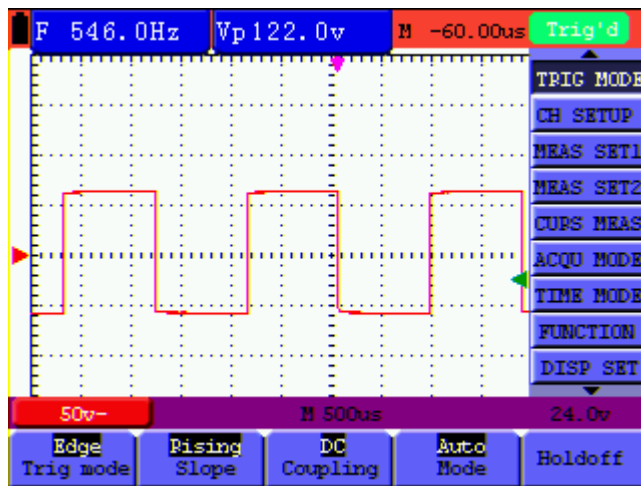 F 546.0Hz Vp122.0v M -60.00us Trig'd
TRIG MODE
CH SETUP
MEAS SET1
MEAS SET2
CURS MEAS
ACQU MODE
TIME MODE
FUNCTION
DISP SET
50v- M 500us 24.0v
Edge Rising DC Auto Holdoff
Trig mode Slope Coupling Mode